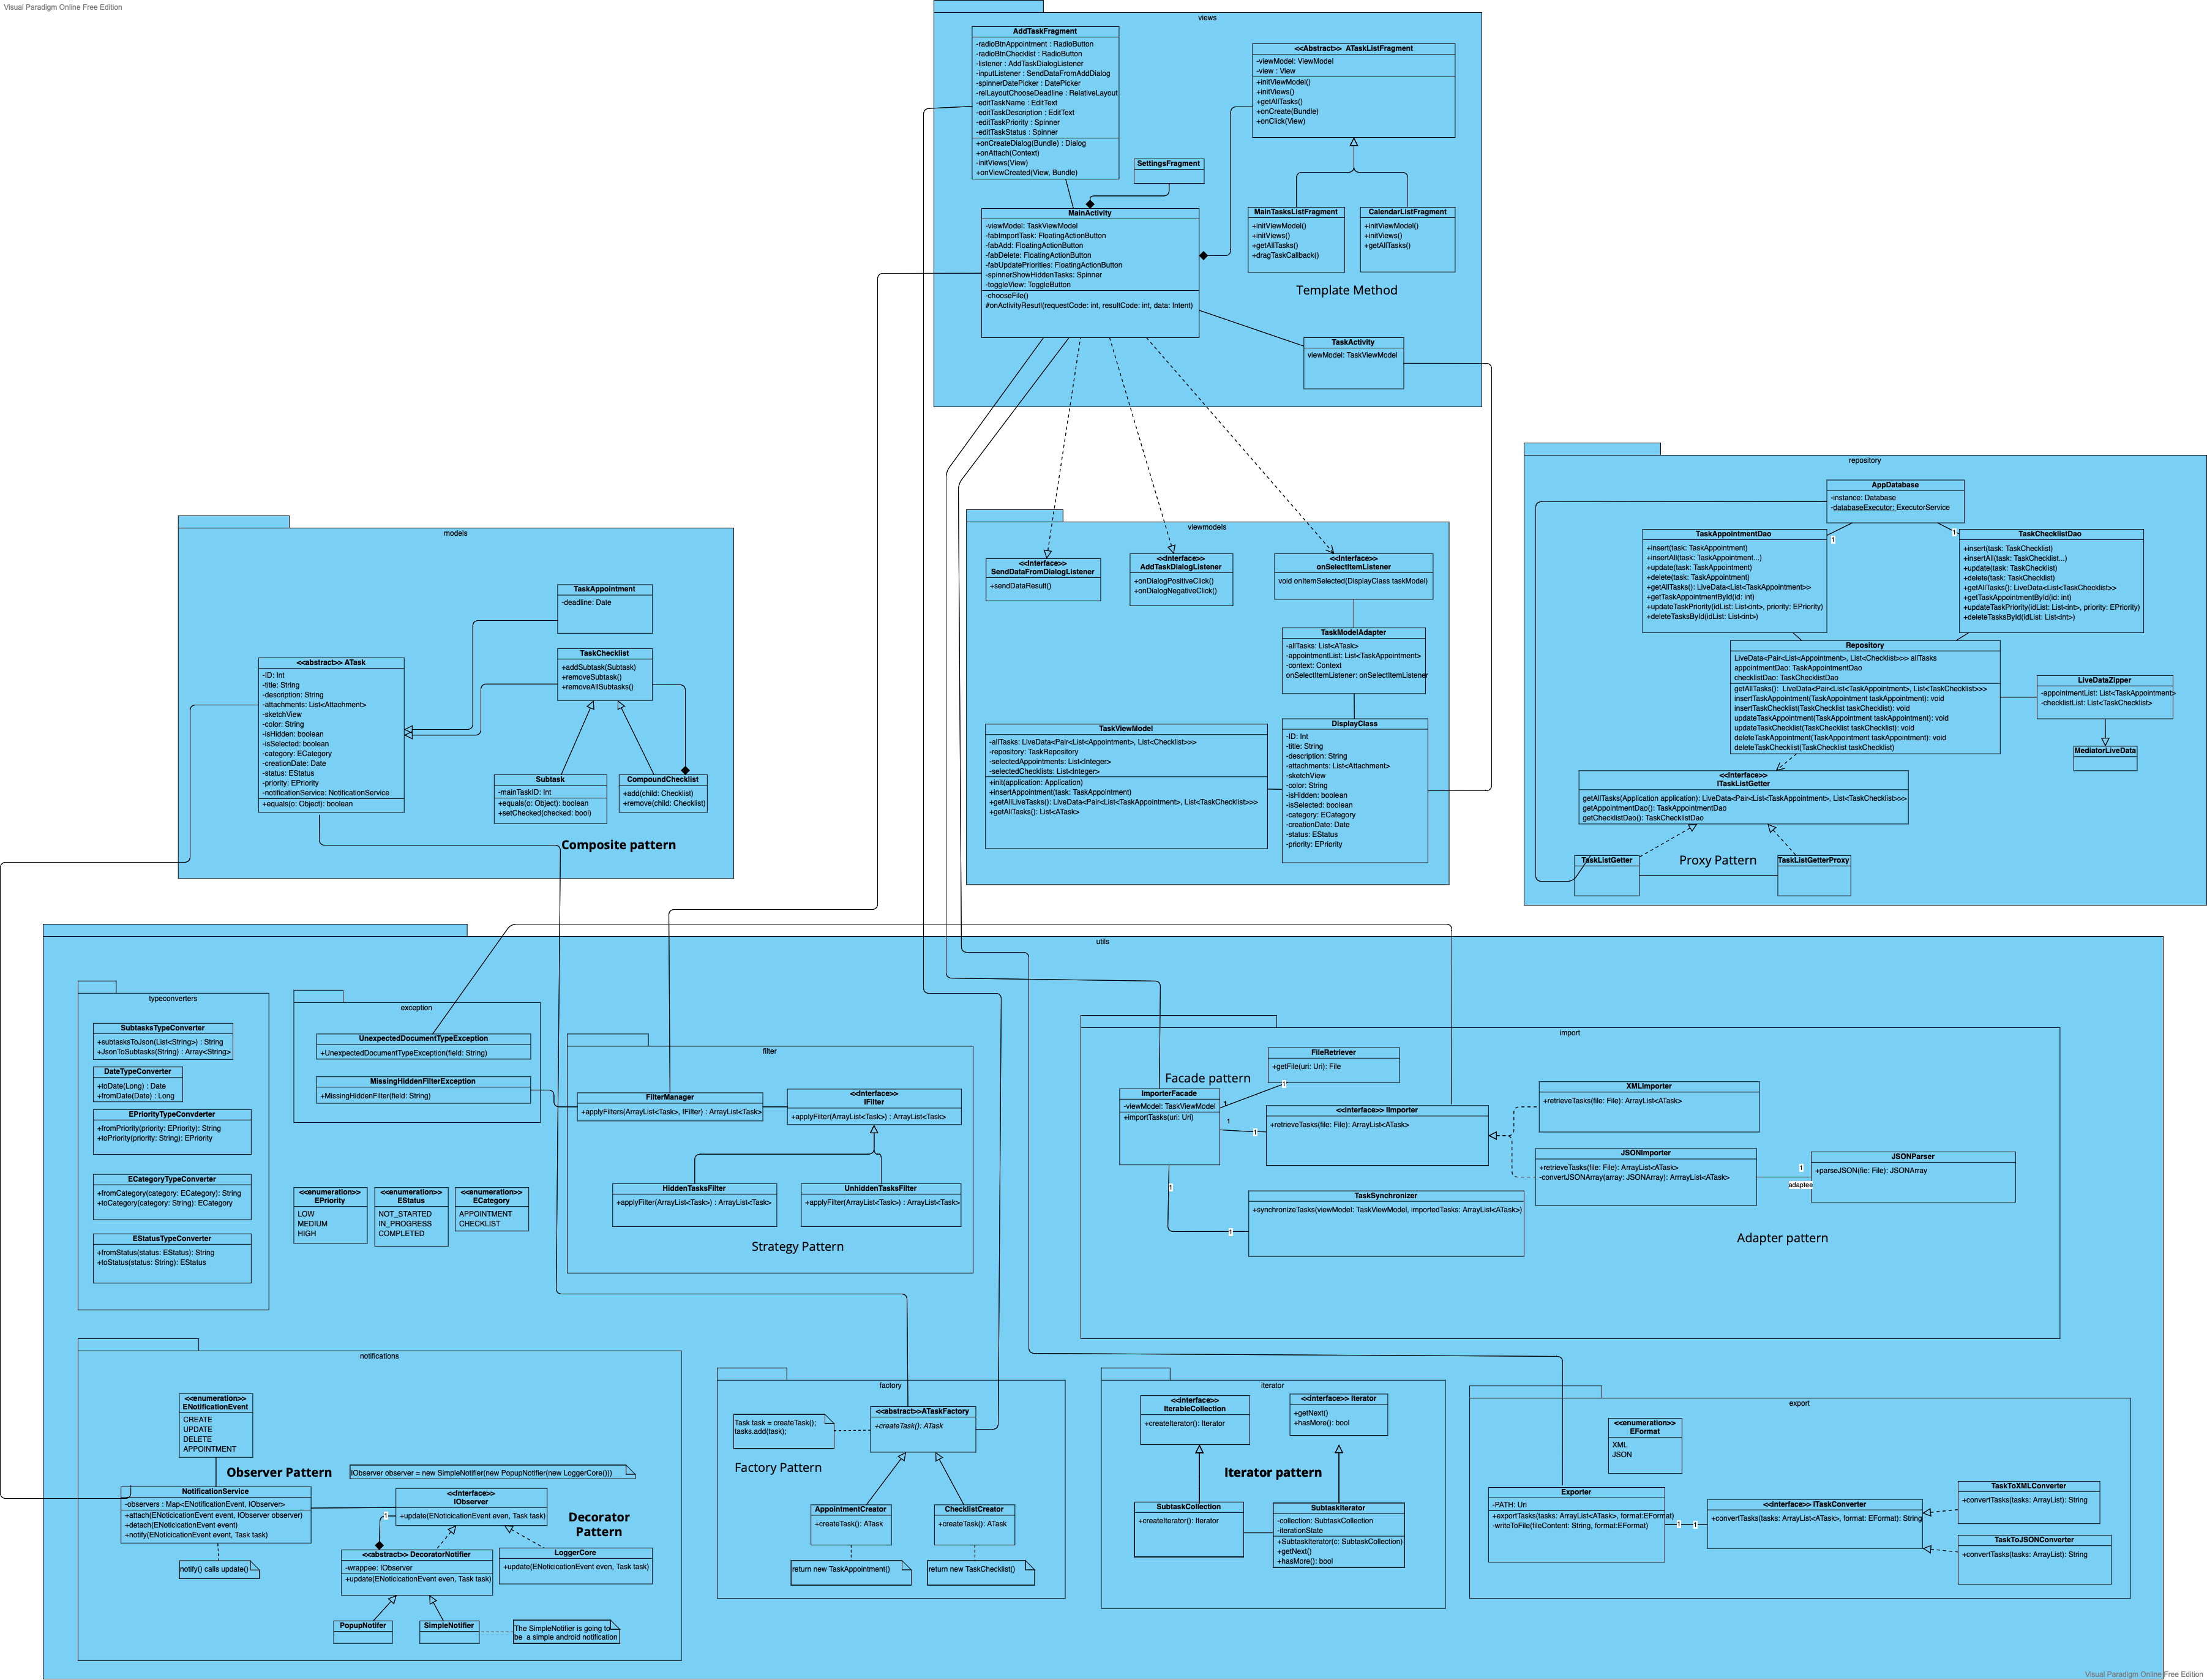 Visual Paradigm Online Free Edition
views
AddTaskFragment
-radioBtnAppointment : RadioButton
-radioBtnChecklist : RadioButton
-listener : AddTaskDialogListener
-inputListener : SendDataFromAddDialog
-spinnerDatePicker : DatePicker
-relLayoutChooseDeadline : RelativeLayout
-editTaskName : EditText
-editTaskDescription : EditText
-editTaskPriority : Spinner
-editTaskStatus : Spinner
+onCreateDialog(Bundle) : Dialog
+onAttach(Context)
-initViews(View)
+onViewCreated(View, Bundle)
<<Abstract>> ATaskListFragment
-viewModel: ViewModel
-view : View
+initViewModel()
+initViews()
+getAllTasks()
+onCreate(Bundle)
+onClick(View)
SettingsFragment
MainTasksListFragment
+initViewModel()
+initViews()
+getAllTasks()
+dragTaskCallback()
CalendarListFragment
+initViewModel()
+initViews()
+getAllTasks()
Template Method
MainActivity
-viewModel: TaskViewModel
-fabImportTask: FloatingActionButton
-fabAdd: FloatingActionButton
-fabDelete: FloatingActionButton
-fabUpdatePriorities: FloatingActionButton
-spinnerShowHiddenTasks: Spinner
-toggleView: ToggleButton
-chooseFile()
#onActivityResutl(requestCode: int, resultCode: int, data: Intent)
TaskActivity
viewModel: TaskViewModel
repository
AppDatabase
-instance: Database
-databaseExecutor: ExecutorService
1
1
TaskAppointmentDao
+insert(task: TaskAppointment)
+insertAll(task: TaskAppointment...)
+update(task: TaskAppointment)
+delete(task: TaskAppointment)
+getAllTasks(): LiveData<List<TaskAppointment>>
+getTaskAppointmentById(id: int)
+updateTaskPriority(idList: List<int>, priority: EPriority)
+deleteTasksById(idList: List<int>)
TaskChecklistDao
+insert(task: TaskChecklist)
+insertAll(task: TaskChecklist...)
+update(task: TaskChecklist)
+delete(task: TaskChecklist)
+getAllTasks(): LiveData<List<TaskChecklist>>
+getTaskAppointmentById(id: int)
+updateTaskPriority(idList: List<int>, priority: EPriority)
+deleteTasksById(idList: List<int>)
Repository
LiveData<Pair<List<Appointment>, List<Checklist>>> allTasks
appointmentDao: TaskAppointmentDao
checklistDao: TaskChecklistDao
getAllTasks(): LiveData<Pair<List<TaskAppointment>, List<TaskChecklist>>>
insertTaskAppointment(TaskAppointment taskAppointment): void
insertTaskChecklist(TaskChecklist taskChecklist): void
updateTaskAppointment(TaskAppointment taskAppointment): void
updateTaskChecklist(TaskChecklist taskChecklist): void
deleteAppointment(TaskAppointment taskAppointment): void
deleteTaskChecklist(TaskChecklist taskChecklist)
LiveDataZipper
-appointmentList: List<TaskAppointment>
-checklistList: List<TaskChecklist>
MediatorLiveData
<<Interface>>
ITaskListGetter
getAllTasks(Application application): LiveData<Pair<List<TaskAppointment>, List<TaskChecklist>>>
getAppointmentDao(): TaskAppointmentDao
getChecklistDao(): TaskChecklistDao
TaskListGetter
Proxy Pattern
TaskListGetterProxy
models
TaskAppointment
-deadline: Date
TaskChecklist
+addSubtask(Subtask)
+removeSubtask()
+removeAllSubtasks()
<<abstract>> ATask
-ID: Int
-title: String
-description: String
-attachments: List<Attachment>
-sketchView
-color: String
-isHidden: boolean
-isSelected: boolean
-category: ECategory
-creationDate: Date
-status: EStatus
-priority: EPriority
-notificationService: NotificationService
+equals(o: Object): boolean
Subtask
-mainTaskID: Int
+equals(o: Object): boolean
+setChecked(checked: bool)
CompoundChecklist
+add(child: Checklist)
+remove(child: Checklist)
Composite pattern
viewmodels
<<Interface>>
SendDataFromDialogListener
+sendDataResult()
<<Interface>>
AddTaskDialogListener
+onDialogPositiveClick()
+onDialogNegativeClick()
<<Interface>>
onSelectItemListener
void onItemSelected(DisplayClass taskModel)
TaskModelAdapter
-allTasks: List<ATask>
-appointmentList: List<TaskAppointment>
-context: Context
onSelectItemListener: onSelectItemListener
TaskViewModel
-allTasks: LiveData<Pair<List<Appointment>, List<Checklist>>>
-repository: TaskRepository
-selectedAppointments: List<Integer>
-selectedChecklists: List<Integer>
+init(application: Application)
+insertAppointment(task: TaskAppointment)
+getAllLiveTasks(): LiveData<Pair<List<TaskAppointment>, List<TaskChecklist>>>
+getAllTasks(): List<ATask>
DisplayClass
-ID: Int
-title: String
-description: String
-attachments: List<Attachment>
-sketchView
-color: String
-isHidden: boolean
-isSelected: boolean
-category: ECategory
-creationDate: Date
-status: EStatus
-priority: EPriority
utils
typeconverters
SubtasksTypeConverter
+subtasksToJson(List<String>) : String
+JsonToSubtasks(String) : Array<String>
DateTypeConverter
+toDate(Long) : Date
+fromDate(Date) : Long
EPriorityTypeConvderter
+fromPriority(priority: EPriority): String
+toPriority(priority: String): EPriority
ECategoryTypeConverter
+fromCategory(category: ECategory): String
+toCategory(category: String): ECategory
EStatusTypeConverter
+fromStatus(status: EStatus): String
+toStatus(status: String): EStatus
exception
UnexpectedDocumentTypeException
+UnexpectedDocumentTypeException(field: String)
MissingHiddenFilterException
+MissingHiddenFilter(field: String)
<<enumeration>>
EPriority
LOW
MEDIUM
HIGH
<<enumeration>>
EStatus
NOT_STARTED
IN_PROGRESS
COMPLETED
<<enumeration>>
ECategory
APPOINTMENT
CHECKLIST
filter
FilterManager
+applyFilters(ArrayList<Task>, IFilter) : ArrayList<Task>
<<Interface>>
IFilter
+applyFilter(ArrayList<Task>) : ArrayList<Task>
HiddenTasksFilter
+applyFilter(ArrayList<Task>) : ArrayList<Task>
UnhiddenTasksFilter
+applyFilter(ArrayList<Task>) : ArrayList<Task>
Strategy Pattern
import
FileRetriever
+getFile(uri: Uri): File
Facade pattern
1
ImporterFacade
-viewModel: TaskViewModel
+importTasks(uri: Uri)
1
1
1
<<interface>> IImporter
+retrieveTasks(file: File): ArrayList<ATask>
XMLImporter
+retrieveTasks(file: File): ArrayList<ATask>
JSONImporter
+retrieveTasks(file: File): ArrayList<ATask>
-convertJSONArray(array: JSONArray): ArrayList<ATask>
1
adaptee
JSONParser
+parseJSON(fie: File): JSONArray
1
1
TaskSynchronizer
+synchronizeTasks(viewModel: TaskViewModel, importedTasks: ArrayList<ATask>)
Adapter pattern
notifications
<<enumeration>>
ENotificationEvent
CREATE
UPDATE
DELETE
APPOINTMENT
Observer Pattern
IObserver observer = new SimpleNotifier(new PopupNotifier(new LoggerCore()))
NotificationService
-observers : Map<ENotificationEvent, IObserver>
+attach(ENoticicationEvent event, IObserver observer)
+detach(ENoticicationEvent event)
+notify(ENoticicationEvent event, Task task)
<<Interface>>
IObserver
+update(ENoticicationEvent even, Task task)
1
Decorator
Pattern
notify() calls update()
<<abstract>> DecoratorNotifier
-wrappee: IObserver
+update(ENoticicationEvent even, Task task)
LoggerCore
+update(ENoticicationEvent even, Task task)
PopupNotifer
SimpleNotifier
The SimpleNotifier is going to
be a simple android notification
factory
Task task = createTask();
tasks.add(task);
<<abstract>>ATaskFactory
+createTask(): ATask
Factory Pattern
AppointmentCreator
+createTask(): ATask
ChecklistCreator
+createTask(): ATask
return new TaskAppointment()
return new TaskChecklist()
iterator
<<interface>>
IterableCollection
+createIterator(): Iterator
<<interface>> Iterator
+getNext()
+hasMore(): bool
Iterator pattern
SubtaskCollection
+createIterator(): Iterator
SubtaskIterator
-collection: SubtaskCollection
-iterationState
+SubtaskIterator(c: SubtaskCollection)
+getNext()
+hasMore(): bool
export
<<enumeration>>
EFormat
XML
JSON
Exporter
-PATH: Uri
+exportTasks(tasks: ArrayList<ATask>, format:EFormat)
-writeToFile(fileContent: String, format:EFormat)
1
1
<<interface>> ITaskConverter
+convertTasks(tasks: ArrayList<ATask>, format: EFormat): String
TaskToXMLConverter
+convertTasks(tasks: ArrayList): String
TaskToJSONConverter
+convertTasks(tasks: ArrayList): String
Visual Paradigm Online Free Edition